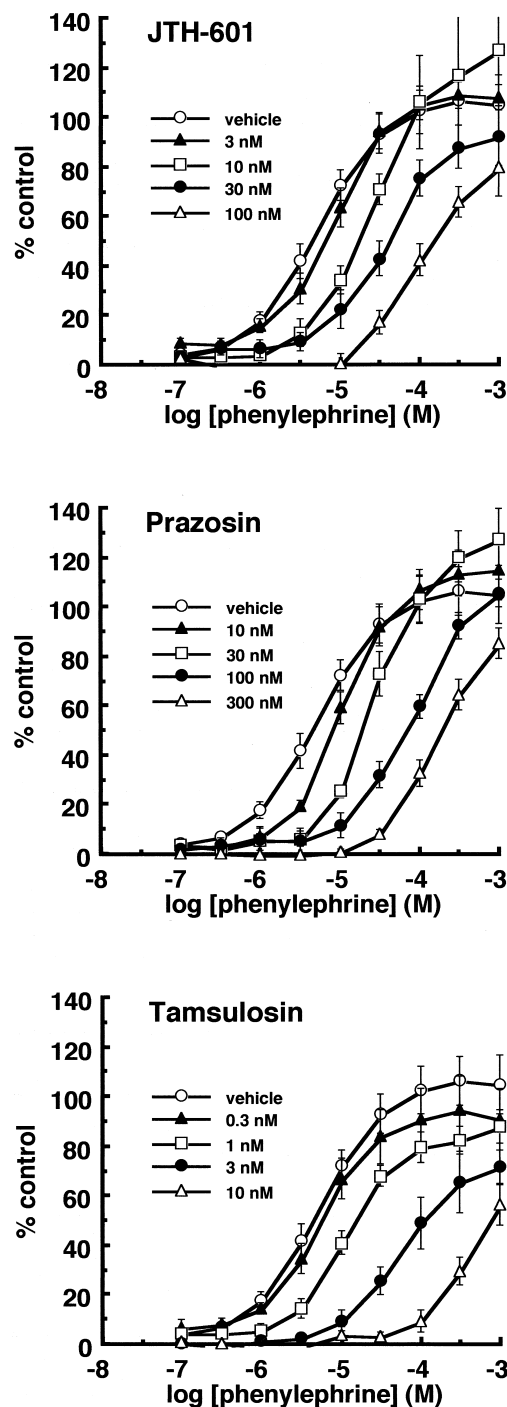 JTH-601
140
120
100
80
60
40
20
0
% control
vehicle
3 nM
10 nM
30 nM
100 nM
-8 -7 -6 -5 -4 -3
log [phenylephrine] (M)
Prazosin
140
120
100
80
60
40
20
0
% control
vehicle
10 nM
30 nM
100 nM
300 nM
-8 -7 -6 -5 -4 -3
log [phenylephrine] (M)
Tamsulosin
140
120
100
80
60
40
20
0
% control
vehicle
0.3 nM
1 nM
3 nM
10 nM
-8 -7 -6 -5 -4 -3
log [phenylephrine] (M)